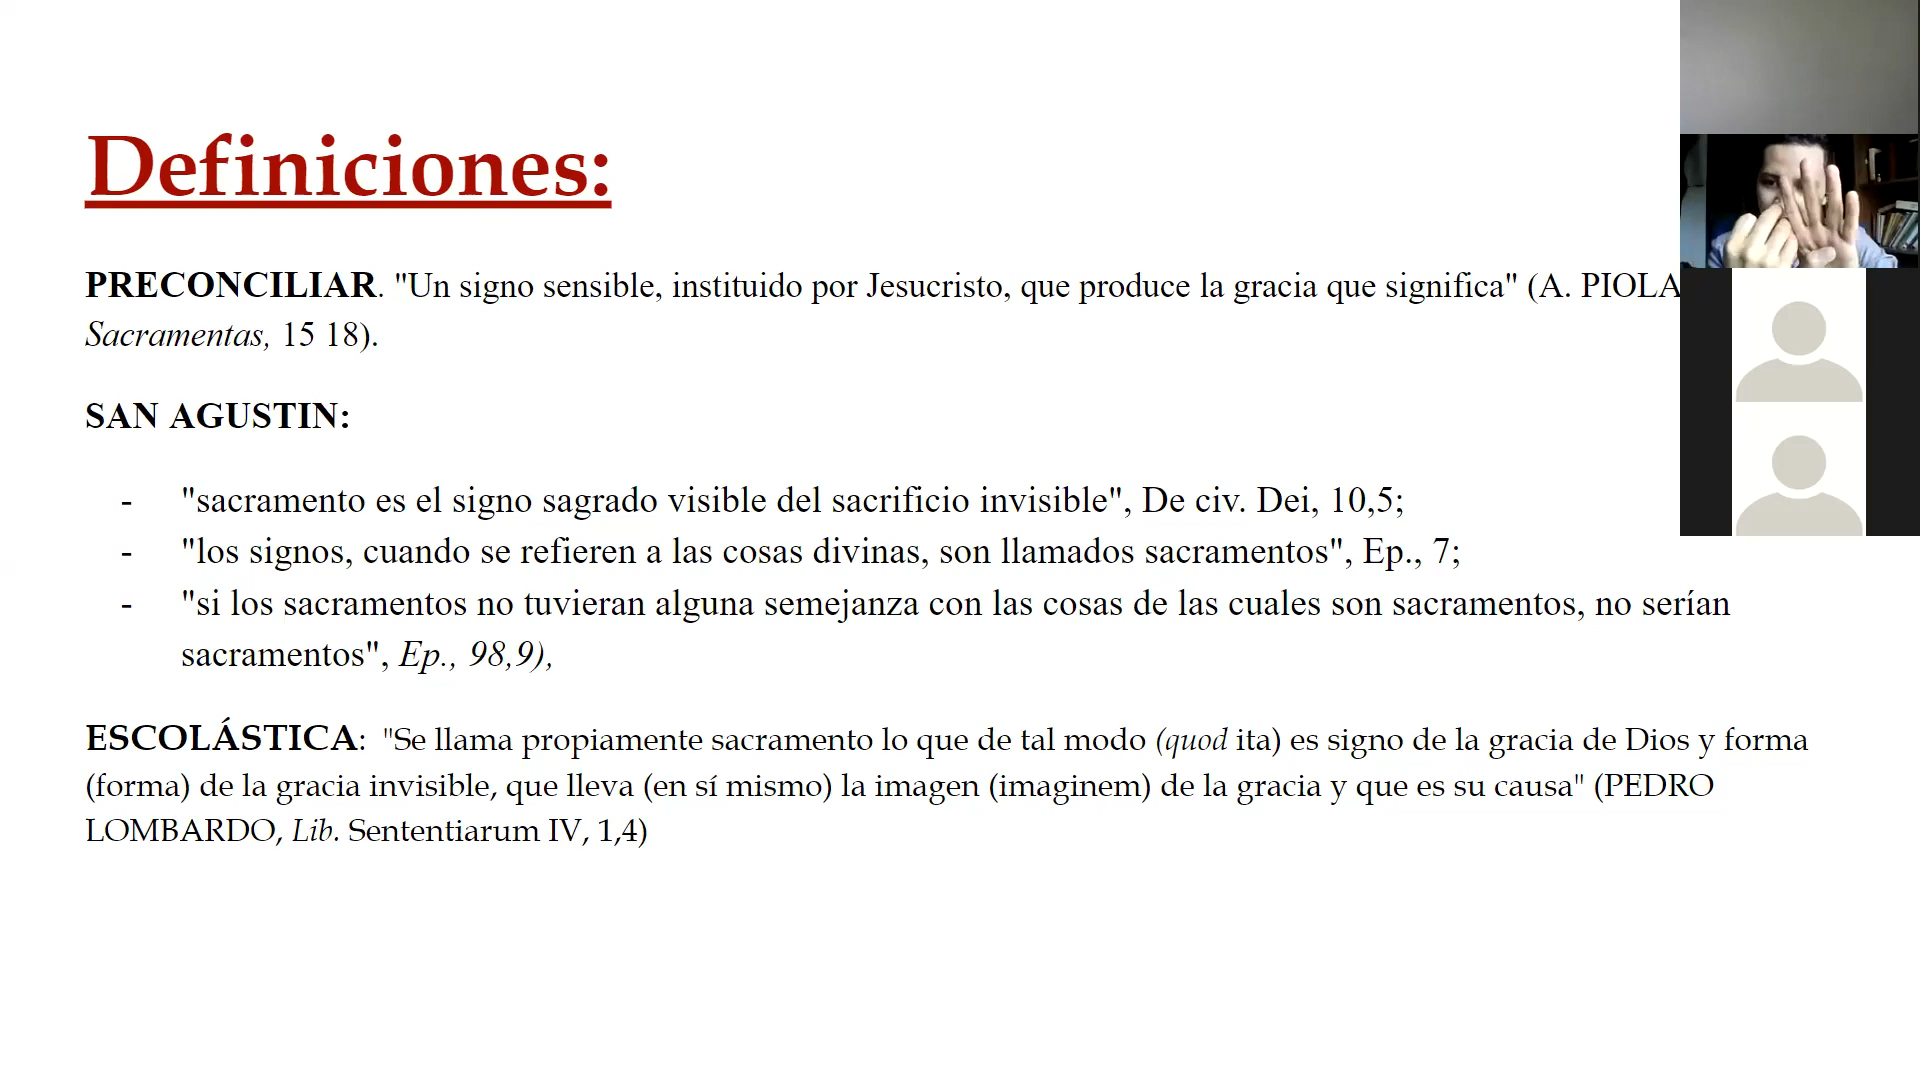 Definiciones:
PRECONCILIAR. "Un signo sensible, instituido por Jesucristo, que produce la gracia que significa" (A. PIOLA
Sacramentas, 15 18).
SAN AGUSTIN:
- "sacramento es el signo sagrado visible del sacrificio invisible", De civ. Dei, 10,5;
- "los signos, cuando se refieren a las cosas divinas, son llamados sacramentos", Ep., 7;
- "si los sacramentos no tuvieran alguna semejanza con las cosas de las cuales son sacramentos, no serían
sacramentos", Ep., 98,9),
ESCOLÁSTICA: "Se llama propiamente sacramento lo que de tal modo (quod ita) es signo de la gracia de Dios y forma
(forma) de la gracia invisible, que lleva (en sí mismo) la imagen (imaginem) de la gracia y que es su causa" (PEDRO
LOMBARDO, Lib. Sententiarum IV, 1,4)